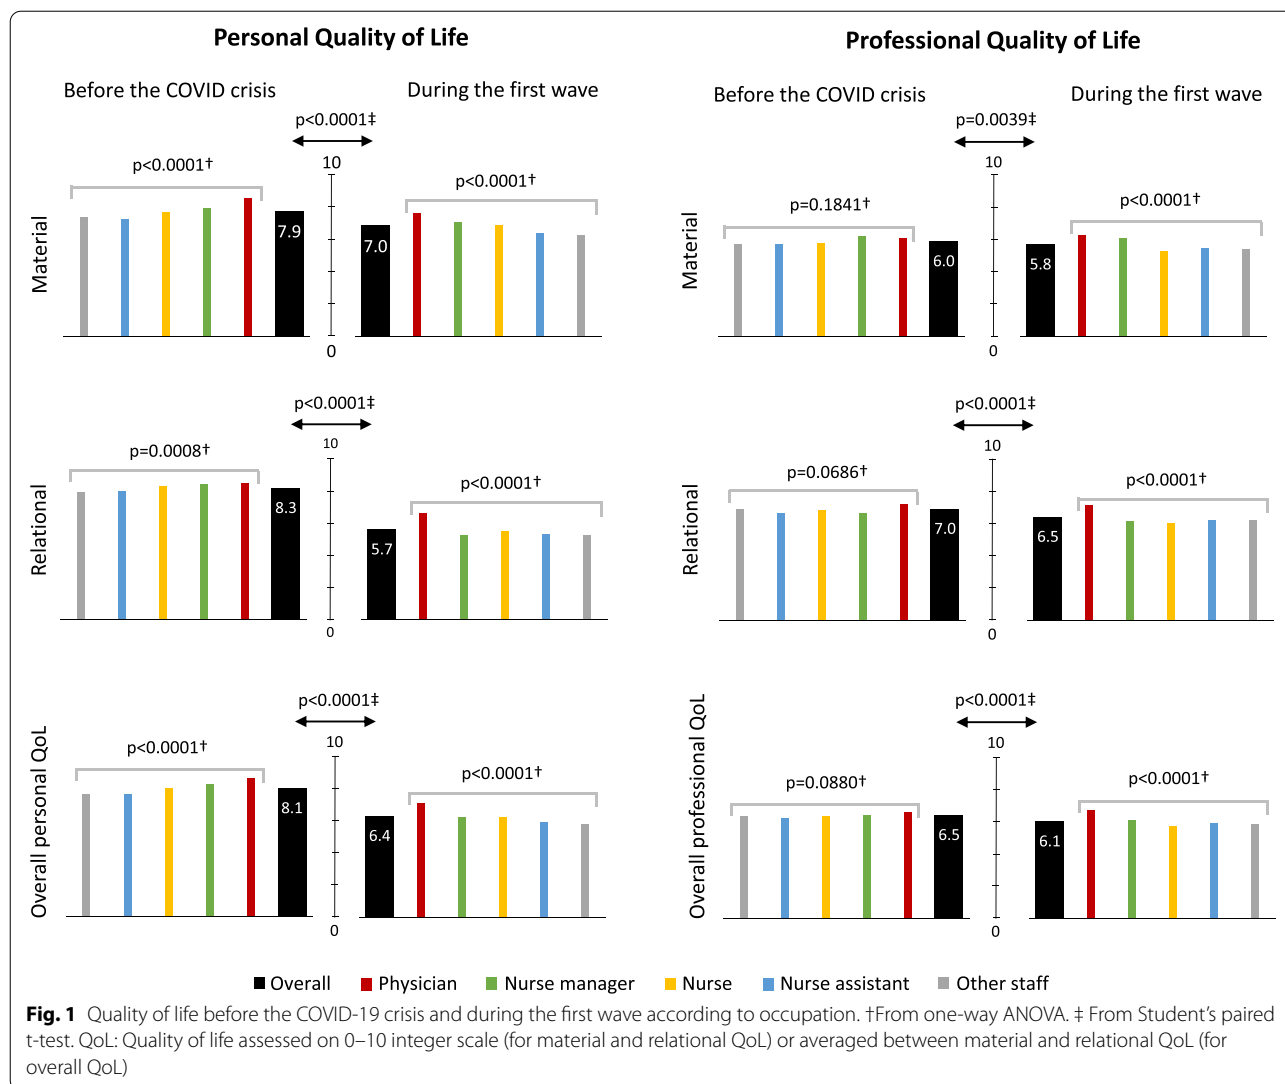 Personal Quality of Life
Professional Quality of Life
Before the COVID crisis
During the first wave
Before the COVID crisis
During the first wave
p<0.0001‡
p=0.0039‡
Material
p<0.0001†
10
p<0.0001†
7.9
7.0
0
Material
p=0.1841†
10
p<0.0001†
6.0
5.8
0
p<0.0001‡
p<0.0001‡
Relational
p=0.0008†
10
p<0.0001†
8.3
5.7
0
Relational
p=0.0686†
10
p<0.0001†
7.0
6.5
0
p<0.0001‡
p<0.0001‡
Overall personal QoL
p<0.0001†
10
p<0.0001†
8.1
6.4
0
Overall professional QoL
p=0.0880†
10
p<0.0001†
6.5
6.1
0
Overall Physician Nurse manager Nurse Nurse assistant Other staff
Fig. 1 Quality of life before the COVID-19 crisis and during the first wave according to occupation. †From one-way ANOVA. ‡ From Student’s paired
t-test. QoL: Quality of life assessed on 0–10 integer scale (for material and relational QoL) or averaged between material and relational QoL (for
overall QoL)